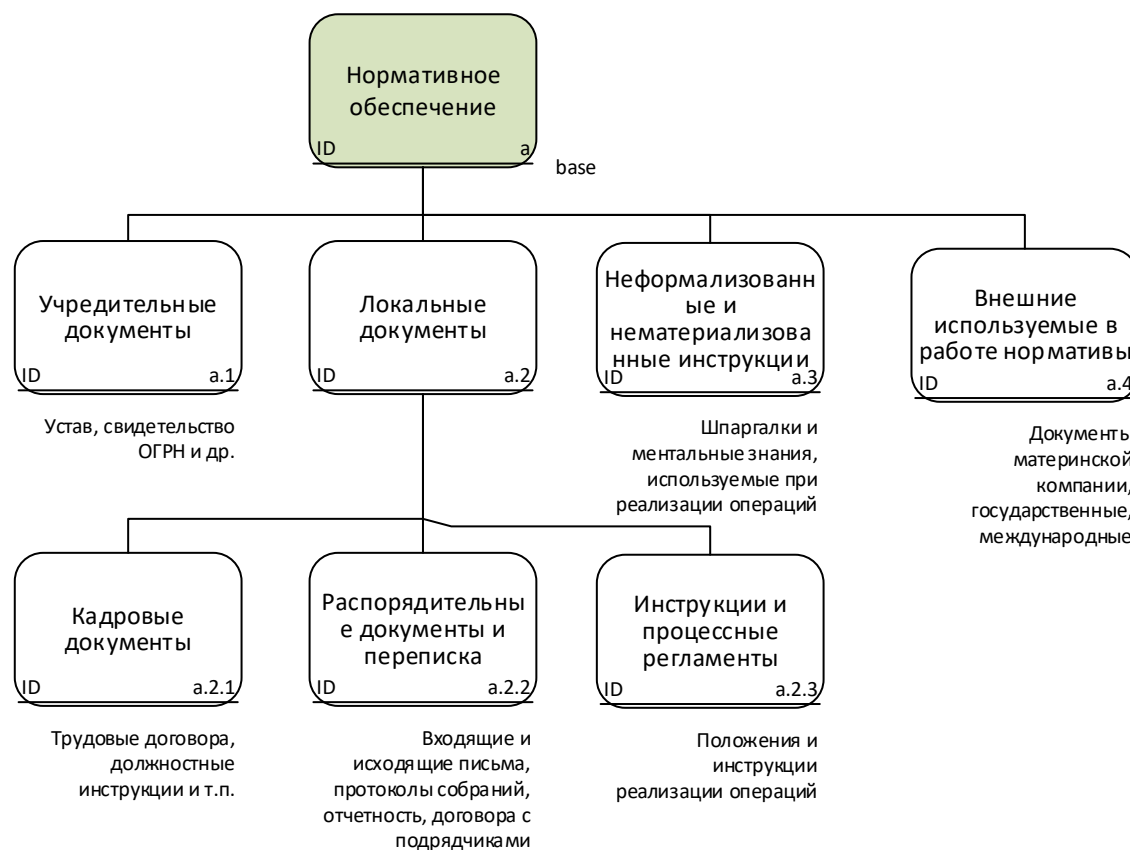 Нормативное
обеспечение
ID a
base
Учредительные
документы
ID a.1
Устав, свидетельство
ОГРН и др.
Локальные
документы
ID a.2
Неформализованн
ые и
нематериализова
нные инструкции
ID a.3
Шпаргалки и
ментальные знания,
используемые при
реализации операций
Внешние
используемые в
работе нормативы
ID a.4
Документы
материнской
компании,
государственные,
международные
Кадровые
документы
ID a.2.1
Трудовые договора,
должностные
инструкции и т.п.
Распорядительны
е документы и
переписка
ID a.2.2
Входящие и
исходящие письма,
протоколы собраний,
отчетность, договора с
подрядчиками
Инструкции и
процессные
регламенты
ID a.2.3
Положения и
инструкции
реализации операций